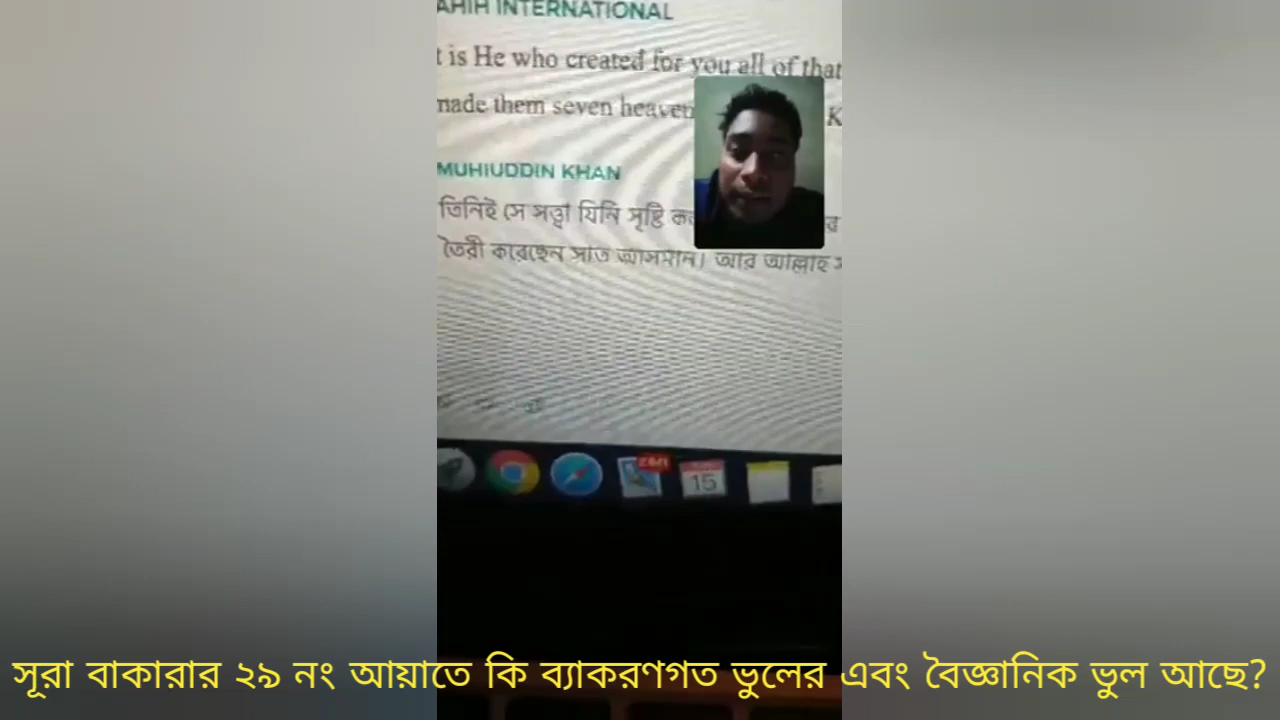 AHIH INTERNATIONAL
t is He who created for you all of that
made them seven heaven K
MUHIUDDIN KHAN
তিনিই সে সত্ত্বা যিনি সৃষ্টি কর র
তৈরী করেছেন সাত আসমান। আর আল্লাহ স
15
সূরা বাকারার ২৯ নং আয়াতে কি ব্যাকরণগত ভুলের এবং বৈজ্ঞানিক ভুল আছে?